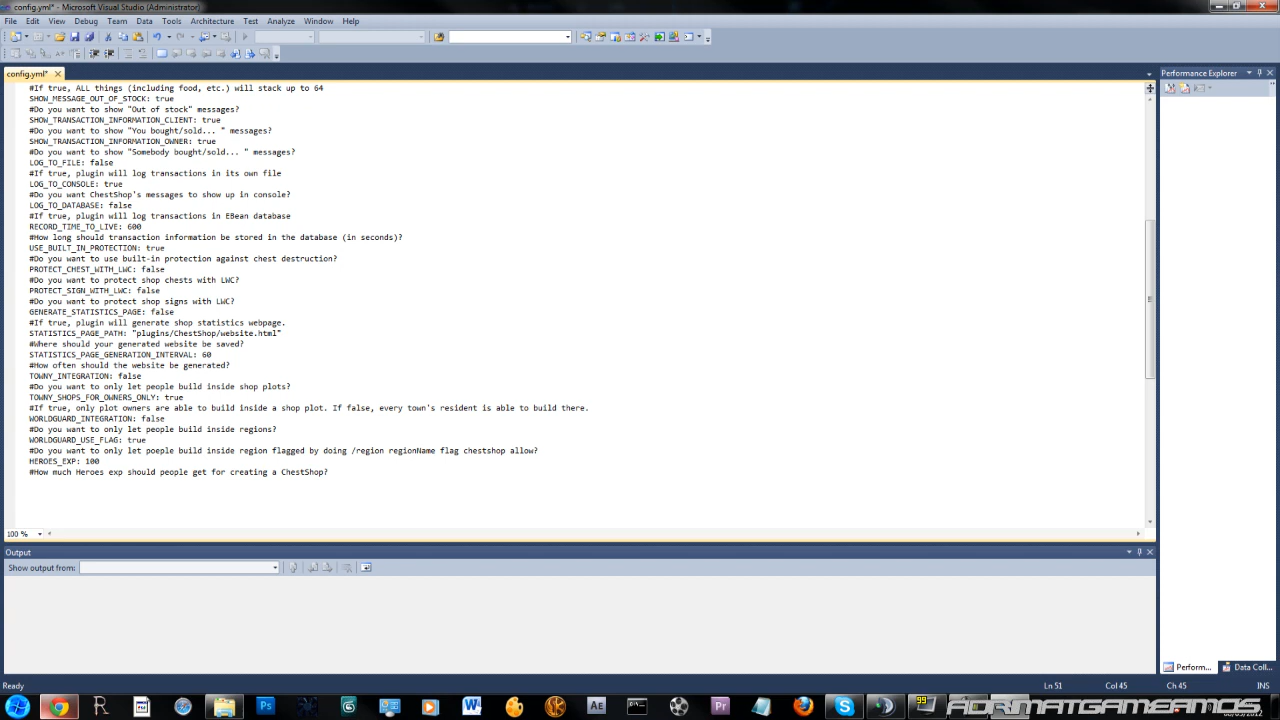 config.yml* - Microsoft Visual Studio (Administrator)
File Edit View Debug Team Data Tools Architecture Test Analyze Window Help
config.yml*
#If true, ALL things (including food, etc.) will stack up to 64
SHOW_MESSAGE_OUT_OF_STOCK: true
#Do you want to show "Out of stock" messages?
SHOW_TRANSACTION_INFORMATION_CLIENT: true
#Do you want to show "You bought/sold... " messages?
SHOW_TRANSACTION_INFORMATION_OWNER: true
#Do you want to show "Somebody bought/sold... " messages?
LOG_TO_FILE: false
#If true, plugin will log transactions in its own file
LOG_TO_CONSOLE: true
#Do you want ChestShop's messages to show up in console?
LOG_TO_DATABASE: false
#If true, plugin will log transactions in EBean database
RECORD_TIME_TO_LIVE: 600
#How long should transaction information be stored in the database (in seconds)?
USE_BUILT_IN_PROTECTION: true
#Do you want to use built-in protection against chest destruction?
PROTECT_CHEST_WITH_LWC: false
#Do you want to protect shop chests with LWC?
PROTECT_SIGN_WITH_LWC: false
#Do you want to protect shop signs with LWC?
GENERATE_STATISTICS_PAGE: false
#If true, plugin will generate shop statistics webpage.
STATISTICS_PAGE_PATH: "plugins/ChestShop/website.html"
#Where should your generated website be saved?
STATISTICS_PAGE_GENERATION_INTERVAL: 60
#How often should the website be generated?
TOWNY_INTEGRATION: false
#Do you want to only let people build inside shop plots?
TOWNY_SHOPS_FOR_OWNERS_ONLY: true
#If true, only plot owners are able to build inside a shop plot. If false, every town's resident is able to build there.
WORLDGUARD_INTEGRATION: false
#Do you want to only let people build inside regions?
WORLDGUARD_USE_FLAG: true
#Do you want to only let poeple build inside region flagged by doing /region regionName flag chestshop allow?
HEROES_EXP: 100
#How much Heroes exp should people get for creating a ChestShop?
Performance Explorer
100 %
Output
Show output from:
Perform... Data Coll...
Ready Ln 51 Col 45 Ch 45 INS
ADRIMATGAMEAMOS